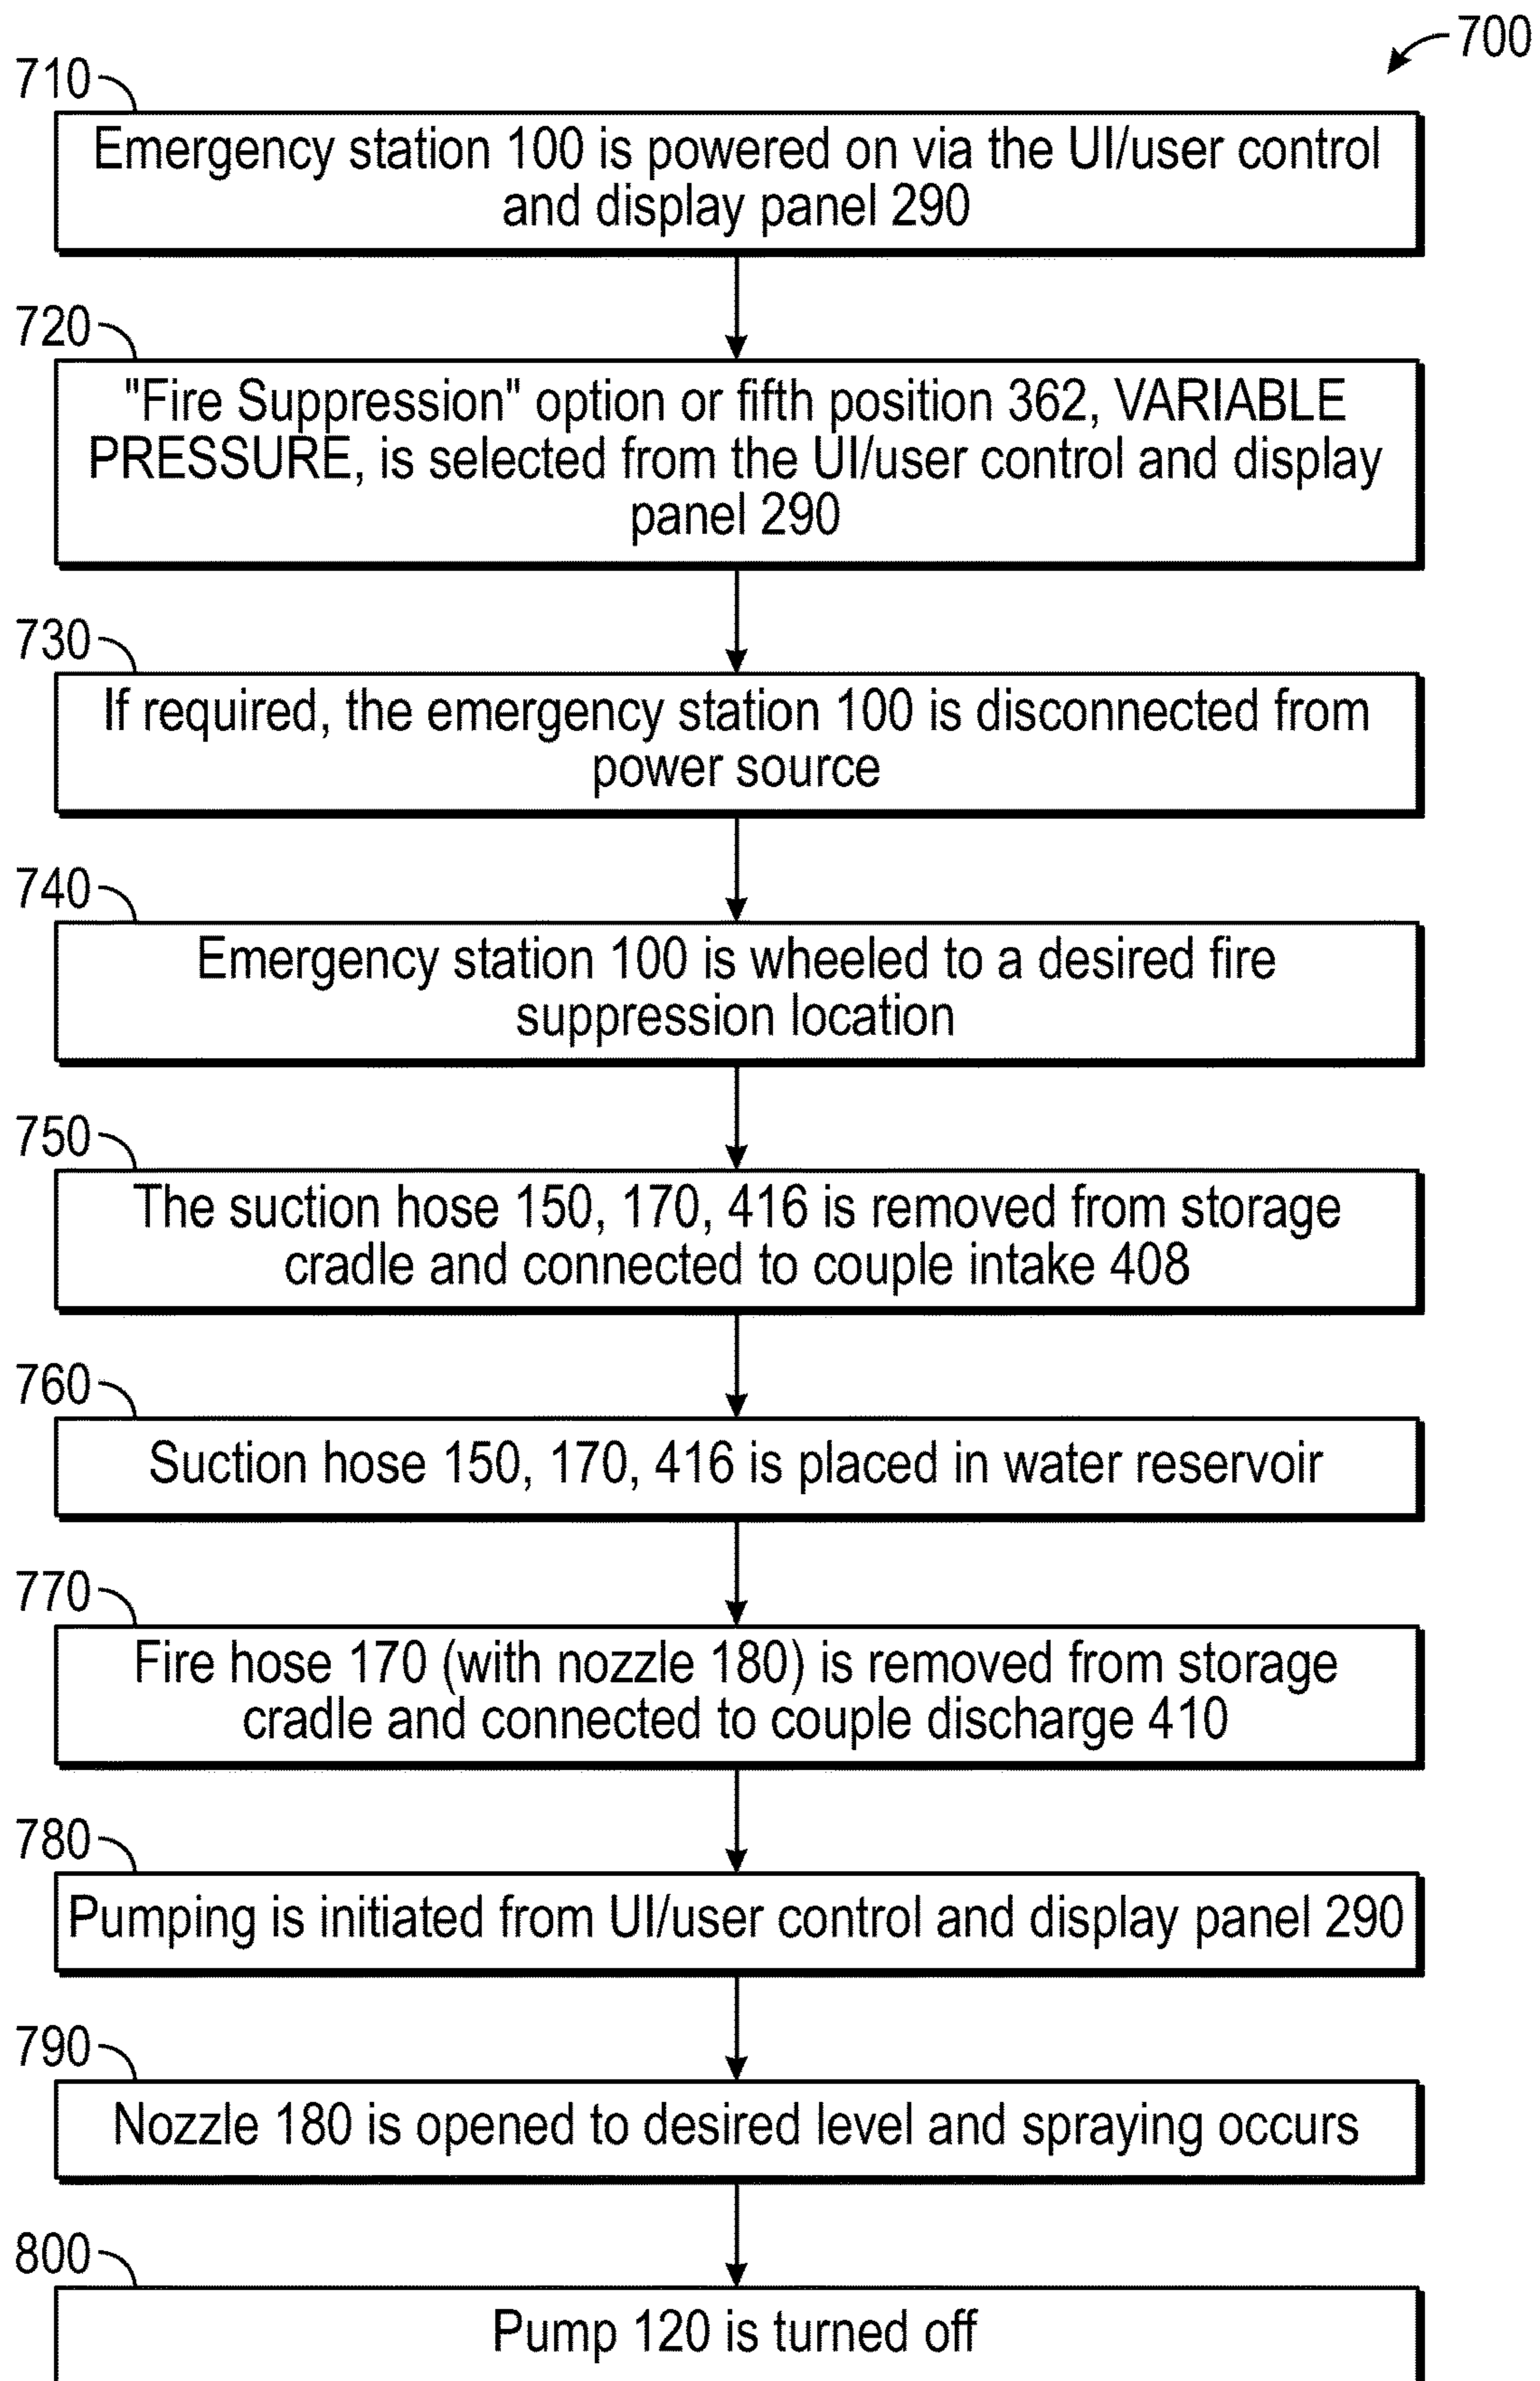 700
710
Emergency station 100 is powered on via the UI/user control
and display panel 290
720
"Fire Suppression" option or fifth position 362, VARIABLE
PRESSURE, is selected from the UI/user control and display
panel 290
730
If required, the emergency station 100 is disconnected from
power source
740
Emergency station 100 is wheeled to a desired fire
suppression location
750
The suction hose 150, 170, 416 is removed from storage
cradle and connected to couple intake 408
760
Suction hose 150, 170, 416 is placed in water reservoir
770
Fire hose 170 (with nozzle 180) is removed from storage
cradle and connected to couple discharge 410
780
Pumping is initiated from UI/user control and display panel 290
790
Nozzle 180 is opened to desired level and spraying occurs
800
Pump 120 is turned off